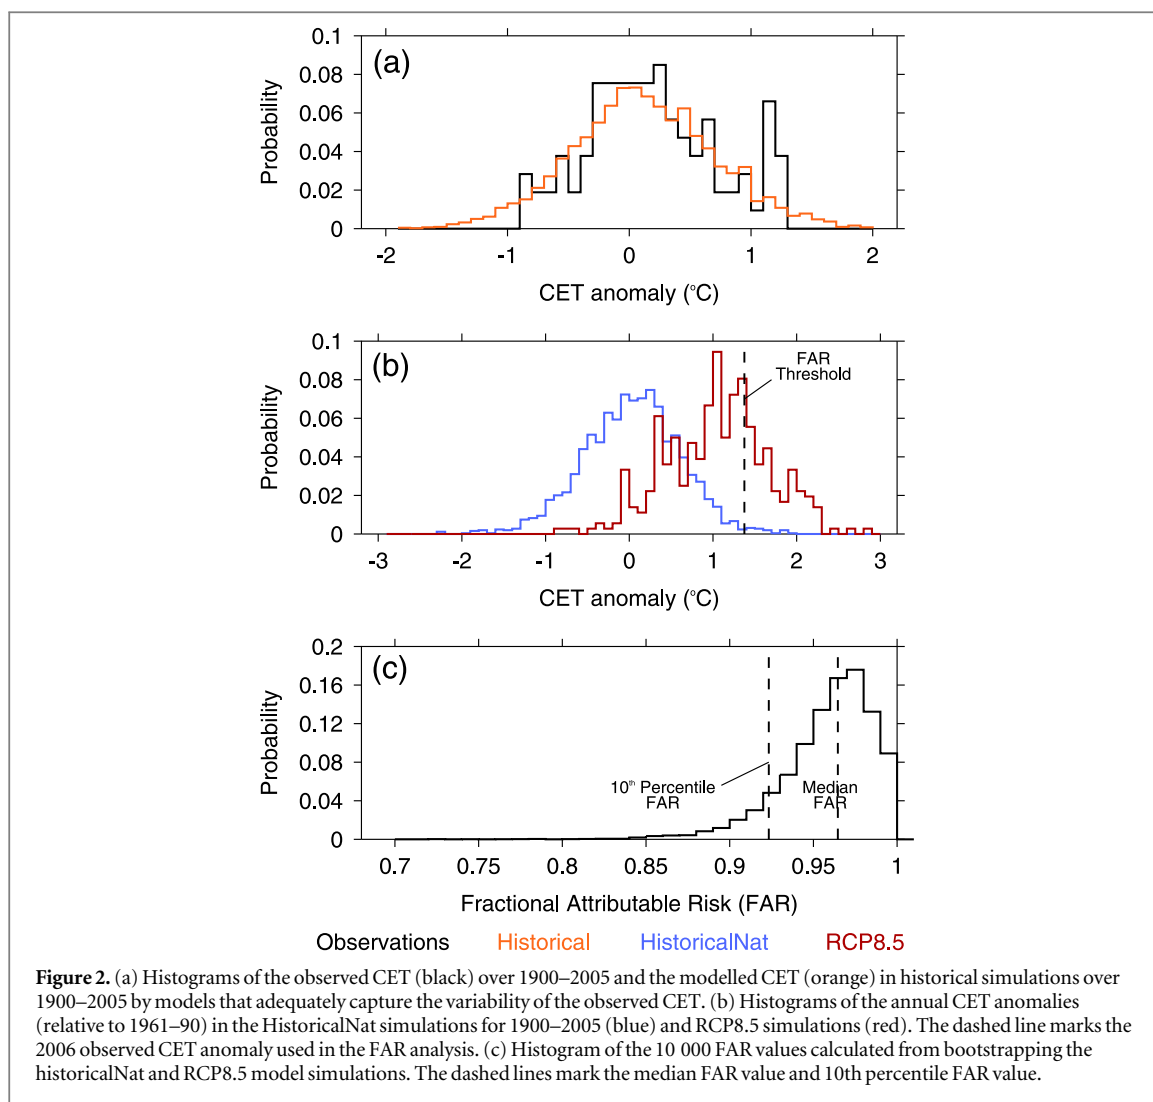 0.1
(a)
0.08
0.06
0.04
0.02
0
Probability
-2 -1 0 1 2
CET anomaly (°C)
0.1
(b)
FAR
Threshold
0.08
0.06
0.04
0.02
0
Probability
-3 -2 -1 0 1 2 3
CET anomaly (°C)
0.2
(c)
0.16
0.12
0.08
0.04
0
Probability
10th Percentile
FAR
Median
FAR
0.7 0.75 0.8 0.85 0.9 0.95 1
Fractional Attributable Risk (FAR)
Observations Historical HistoricalNat RCP8.5
Figure 2. (a) Histograms of the observed CET (black) over 1900–2005 and the modelled CET (orange) in historical simulations over
1900–2005 by models that adequately capture the variability of the observed CET. (b) Histograms of the annual CET anomalies
(relative to 1961–90) in the HistoricalNat simulations for 1900–2005 (blue) and RCP8.5 simulations (red). The dashed line marks the
2006 observed CET anomaly used in the FAR analysis. (c) Histogram of the 10 000 FAR values calculated from bootstrapping the
historicalNat and RCP8.5 model simulations. The dashed lines mark the median FAR value and 10th percentile FAR value.